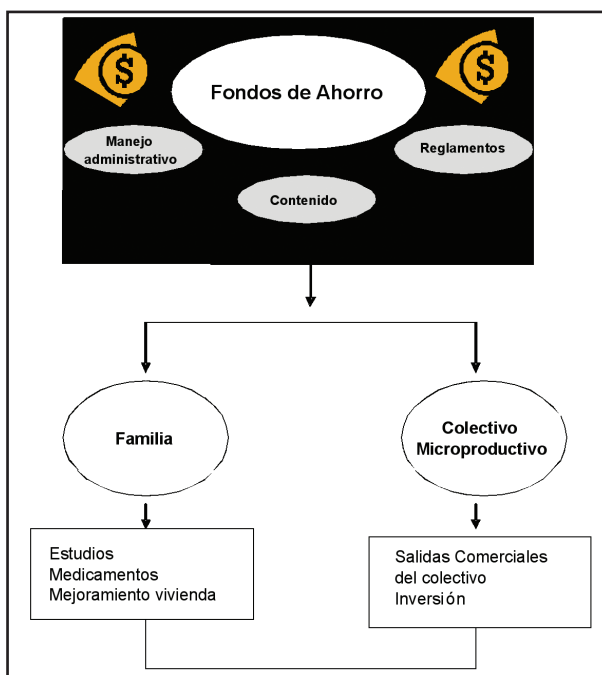 $
$
Fondos de Ahorro
Manejo
administrativo
Reglamentos
Contenido
Familia
Colectivo
Microproductivo
Estudios
Medicamentos
Mejoramiento vivienda
Salidas Comerciales
del colectivo
Inversión